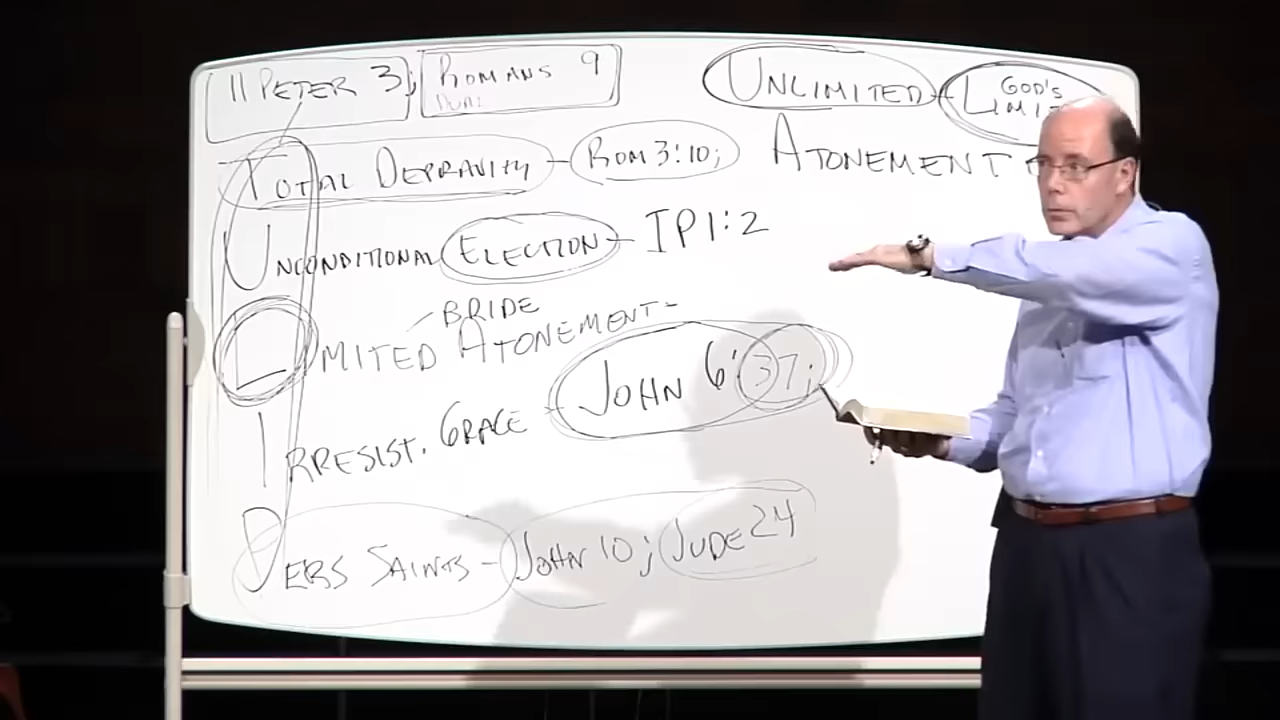 II PETER 3; ROMANS 9
UNLIMITED - GOD'S
ATONEMENT
TOTAL DEPRAVITY - ROM 3:10;
UNCONDITIONAL ELECTION - I P 1:2
- BRIDE
LIMITED ATONEMENT -
IRRESIST. GRACE - JOHN 6:37;
PERS SAINTS - JOHN 10; JUDE 24